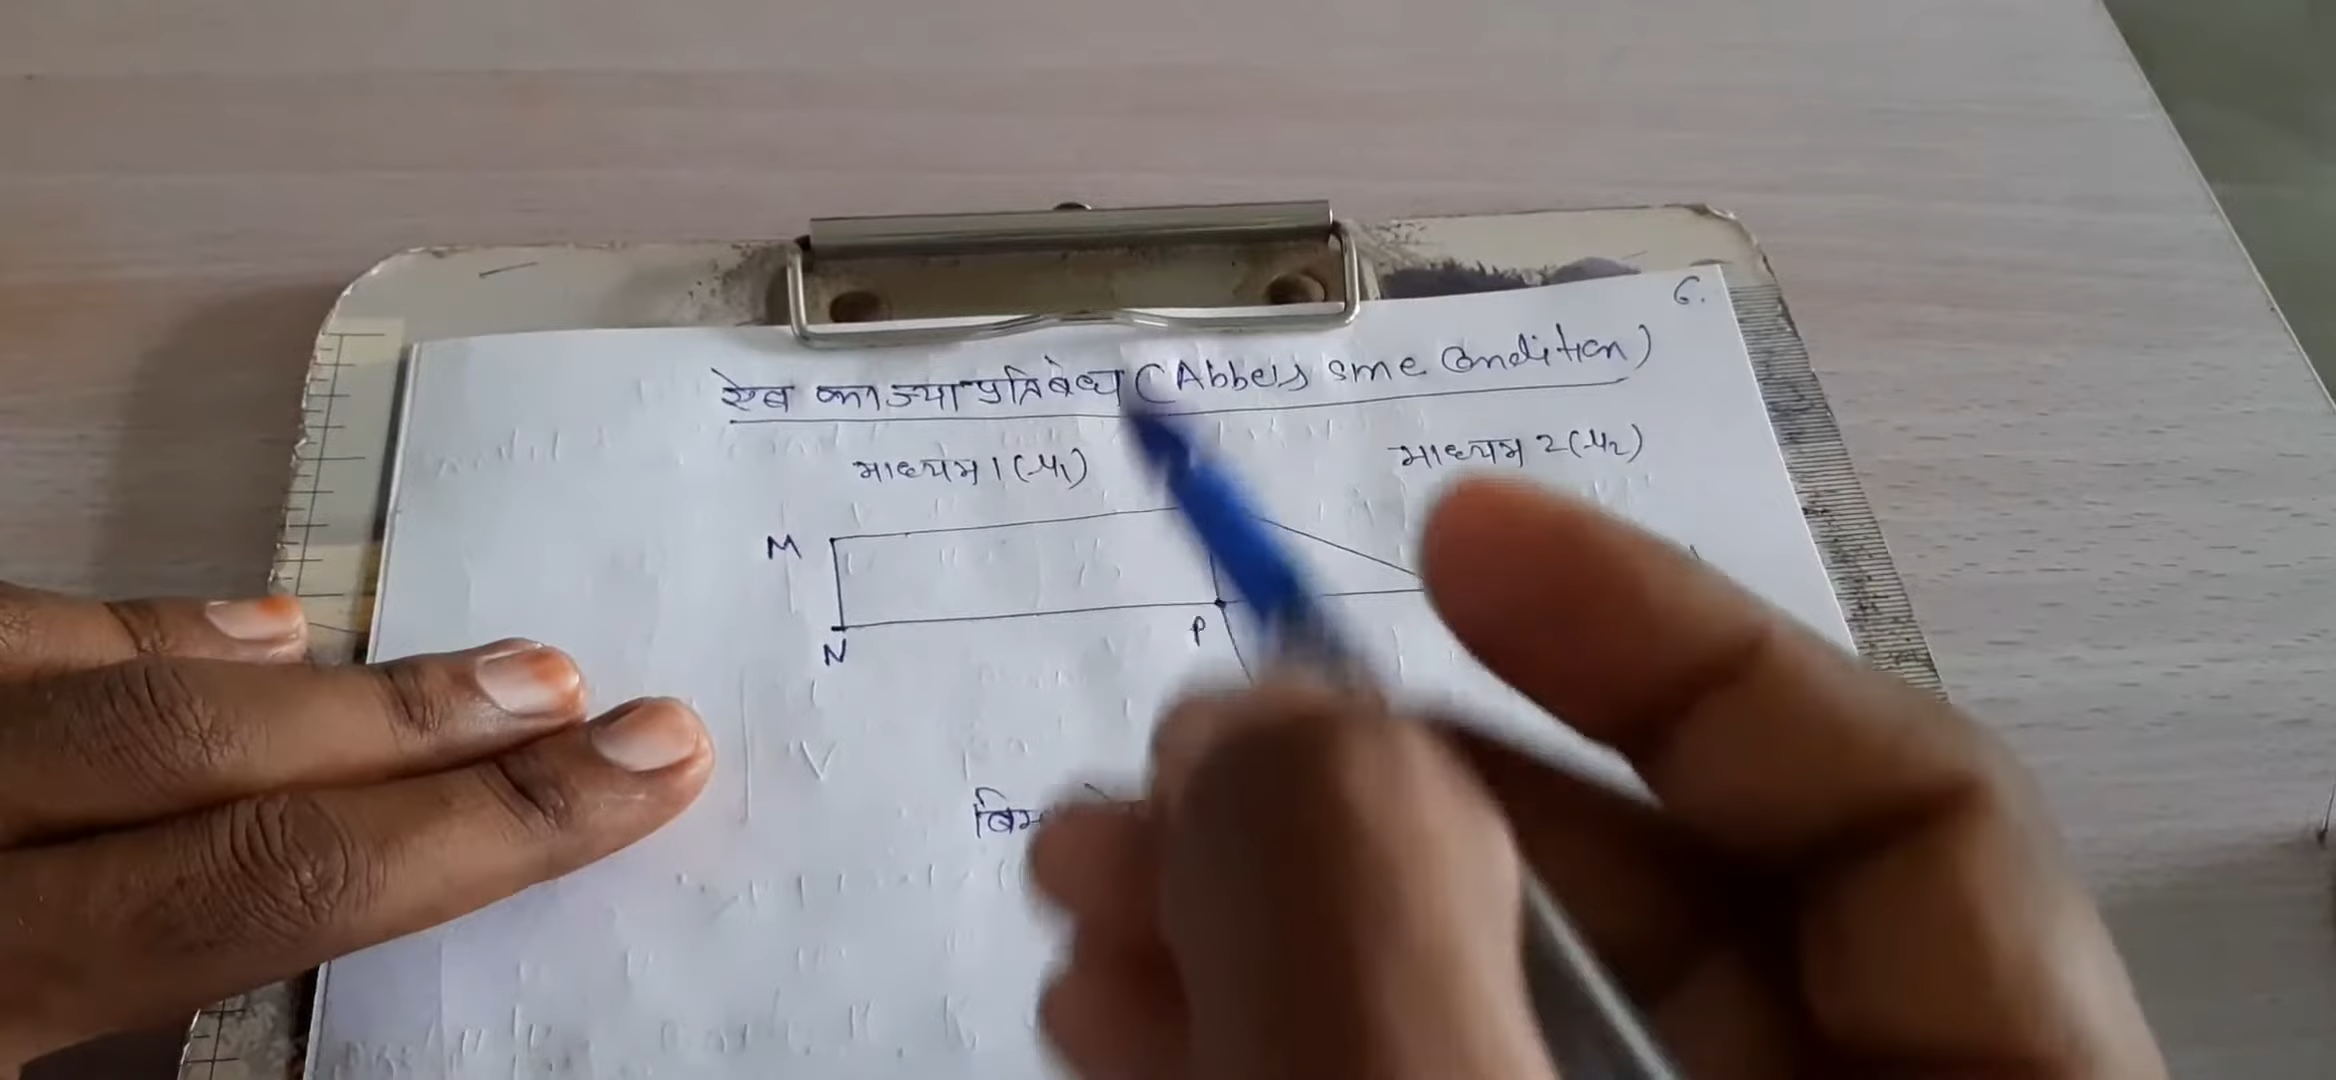 6.
ऐब का ज्या प्रतिबंध (Abbe's sine Condition)
माध्यम 1 (μ₁) माध्यम 2 (μ₂)
M
N P